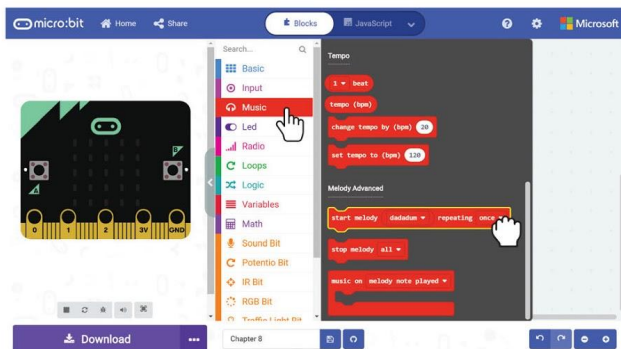 micro:bit Home Share Blocks JavaScript Microsoft
Search...
Basic
Input
Music
Led
Radio
Loops
Logic
Variables
Math
Sound Bit
Potentio Bit
IR Bit
RGB Bit
Traffic Light Bit
Tempo
1 beat
tempo (bpm)
change tempo by (bpm) 20
set tempo to (bpm) 120
Melody Advanced
start melody dadadum repeating once
stop melody all
music on melody note played
A
B
0 1 2 3V GND
Download
Chapter 8